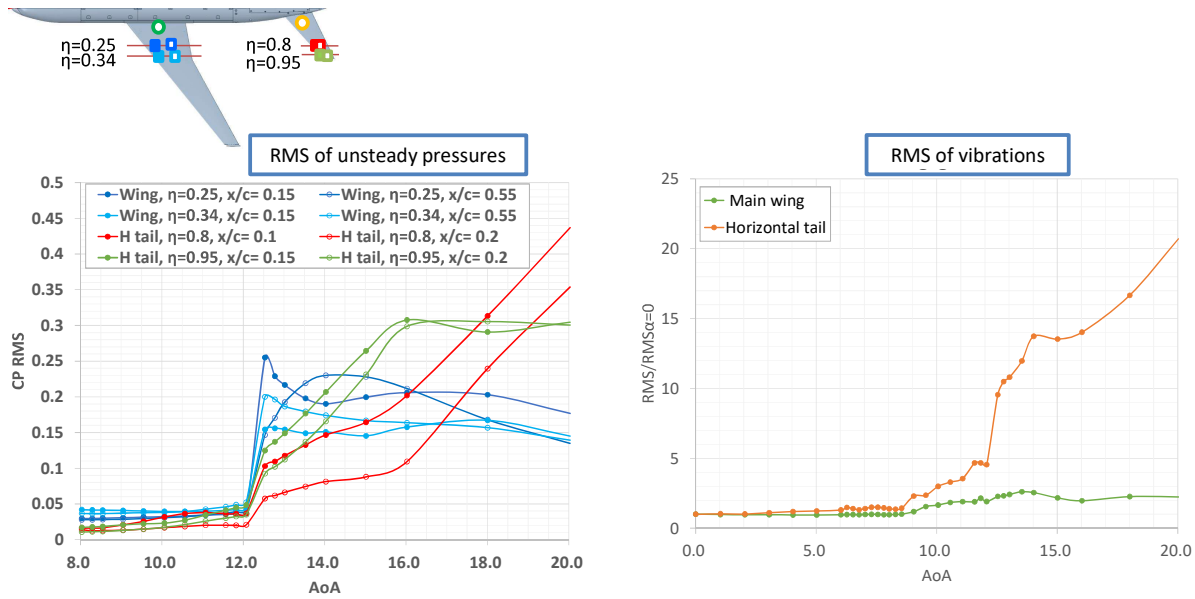 η=0.25
η=0.34
η=0.8
η=0.95
RMS of unsteady pressures
0.5
0.45
0.4
0.35
0.3
0.25
0.2
0.15
0.1
0.05
0
CP RMS
Wing, η=0.25, x/c= 0.15
Wing, η=0.25, x/c= 0.55
Wing, η=0.34, x/c= 0.15
Wing, η=0.34, x/c= 0.55
H tail, η=0.8, x/c= 0.1
H tail, η=0.8, x/c= 0.2
H tail, η=0.95, x/c= 0.15
H tail, η=0.95, x/c= 0.2
8.0 10.0 12.0 14.0 16.0 18.0 20.0
AoA
RMS of vibrations
25
20
15
10
5
0
RMS/RMSα=0
Main wing
Horizontal tail
0.0 5.0 10.0 15.0 20.0
AoA